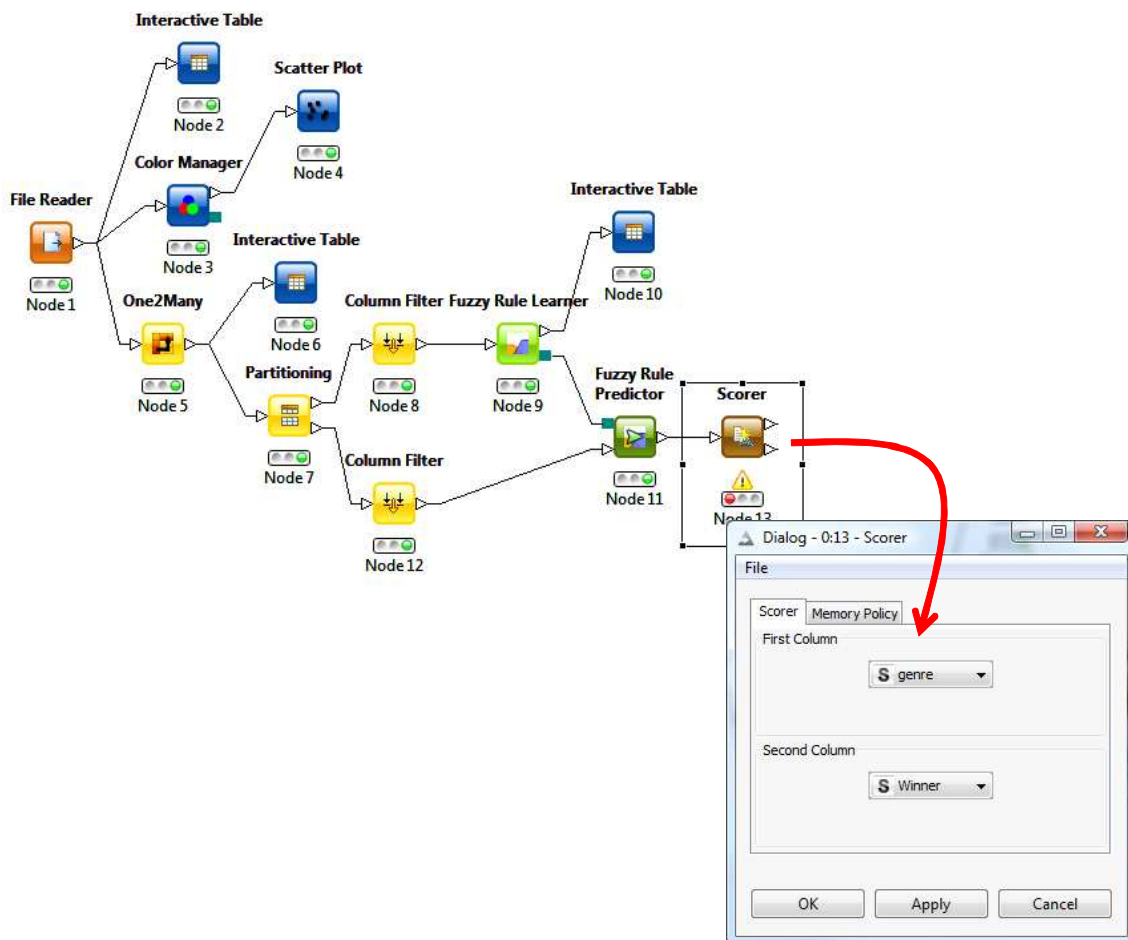 Interactive Table
Node 2
Scatter Plot
Node 4
Color Manager
Node 3
File Reader
Node 1
Interactive Table
Node 6
One2Many
Node 5
Interactive Table
Node 10
Column Filter
Node 8
Fuzzy Rule Learner
Node 9
Partitioning
Node 7
Column Filter
Node 12
Fuzzy Rule
Predictor
Node 11
Scorer
Node 13
Dialog - 0:13 - Scorer
File
Scorer
Memory Policy
First Column
S genre
Second Column
S Winner
OK
Apply
Cancel